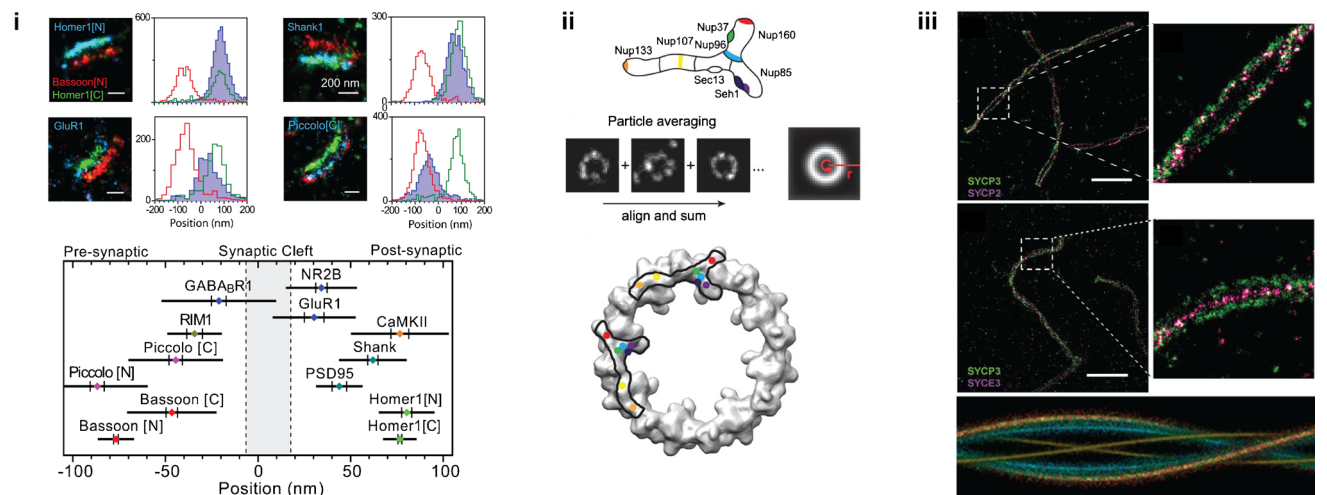 i
Homer1[N]
Bassoon[N]
Homer1[C]
600
300
0
Shank1
200 nm
300
0
GluR1
200
0
-200 -100 0 100 200
Position (nm)
Piccolo[C]
400
200
0
-200 -100 0 100 200
Position (nm)
Pre-synaptic Synaptic Cleft Post-synaptic
NR2B
GABABR1
GluR1
RIM1
CaMKII
Piccolo [C]
Shank
Piccolo [N]
PSD95
Bassoon [C]
Homer1[N]
Bassoon [N]
Homer1[C]
-100 -50 0 50 100
Position (nm)
ii
Nup37
Nup160
Nup107
Nup96
Nup133
Nup85
Sec13
Seh1
Particle averaging
+ + ...
r
align and sum
iii
SYCP3
SYCP2
SYCP3
SYCE3